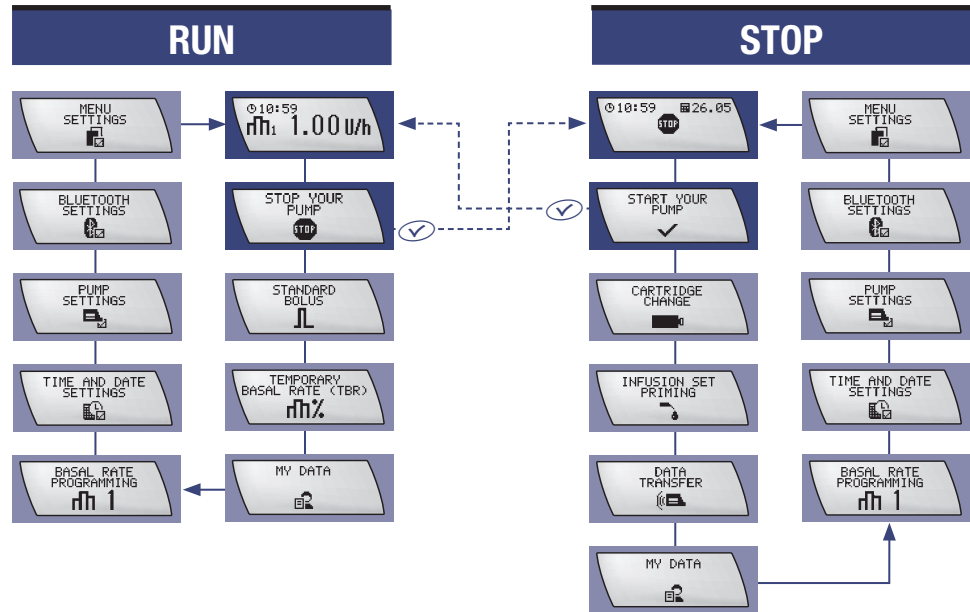 RUN
MENU
SETTINGS
BLUETOOTH
SETTINGS
PUMP
SETTINGS
TIME AND DATE
SETTINGS
BASAL RATE
PROGRAMMING
1
10:59
1 1.00 U/h
STOP YOUR
PUMP
STOP
STANDARD
BOLUS
TEMPORARY
BASAL RATE (TBR)
%
MY DATA
STOP
10:59 26.05
STOP
START YOUR
PUMP
CARTRIDGE
CHANGE
INFUSION SET
PRIMING
DATA
TRANSFER
MY DATA
MENU
SETTINGS
BLUETOOTH
SETTINGS
PUMP
SETTINGS
TIME AND DATE
SETTINGS
BASAL RATE
PROGRAMMING
1